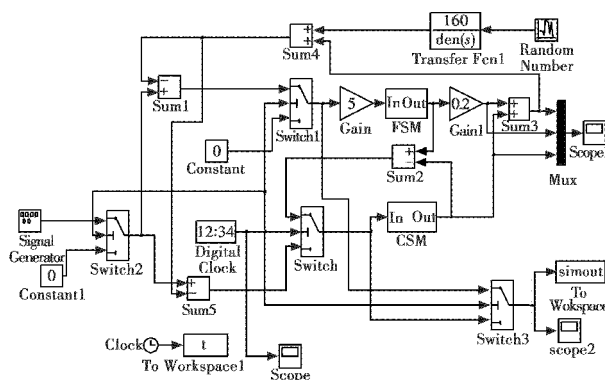 160
den(s)
Transfer Fcn1
Random
Number
Sum4
Sum1
Switch1
5
Gain
In Out
FSM
0.2
Gain1
Sum3
Mux
Scope
0
Constant
Sum2
Signal
Generator
0
Constant1
Switch2
12:34
Digital
Clock
Switch
In Out
CSM
Sum5
Switch3
simout
To
Wokspace
scope2
Clock
t
To Workspace1
Scope